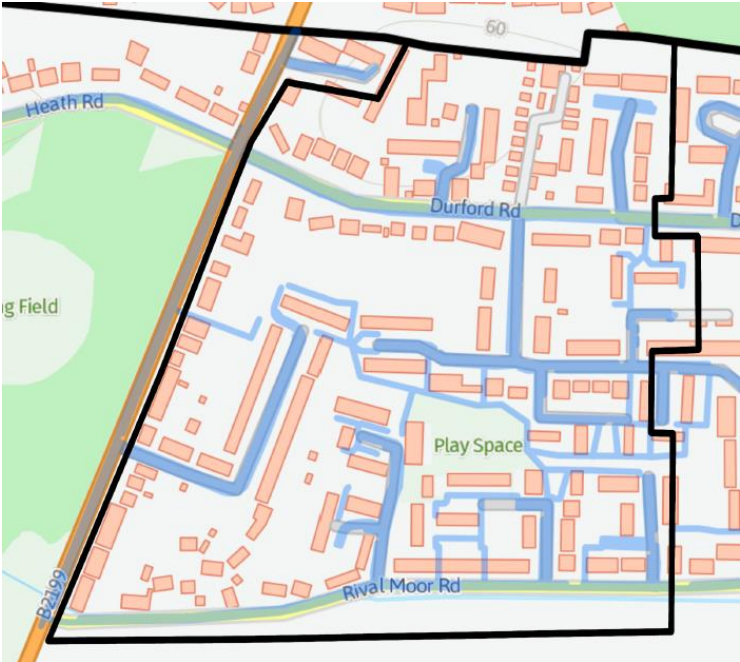 60
Heath Rd
Durford Rd
D
g Field
Play Space
Rival Moor Rd
B2199